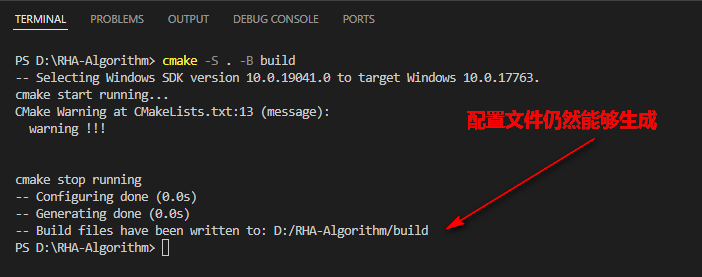 TERMINAL PROBLEMS OUTPUT DEBUG CONSOLE PORTS
PS D:\RHA-Algorithm> cmake -S . -B build
-- Selecting Windows SDK version 10.0.19041.0 to target Windows 10.0.17763.
cmake start running...
CMake Warning at CMakeLists.txt:13 (message):
  warning !!!
配置文件仍然能够生成
cmake stop running
-- Configuring done (0.0s)
-- Generating done (0.0s)
-- Build files have been written to: D:/RHA-Algorithm/build
PS D:\RHA-Algorithm>